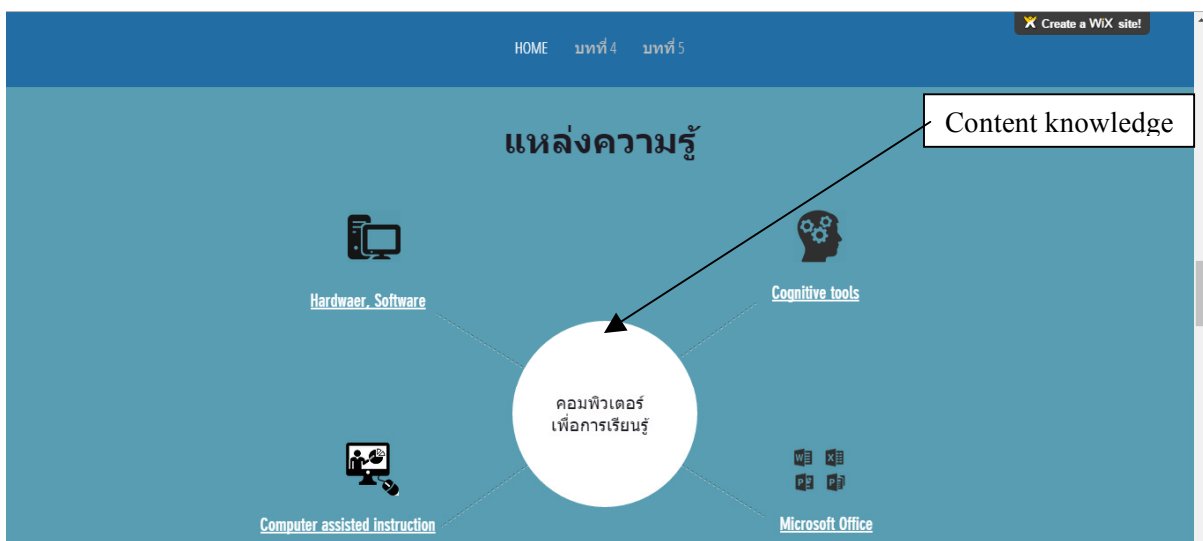 Create a WiX site!
HOME บทที่ 4 บทที่ 5
Content knowledge
แหล่งความรู้
Hardwaer, Software
Cognitive tools
คอมพิวเตอร์
เพื่อการเรียนรู้
Computer assisted instruction
Microsoft Office